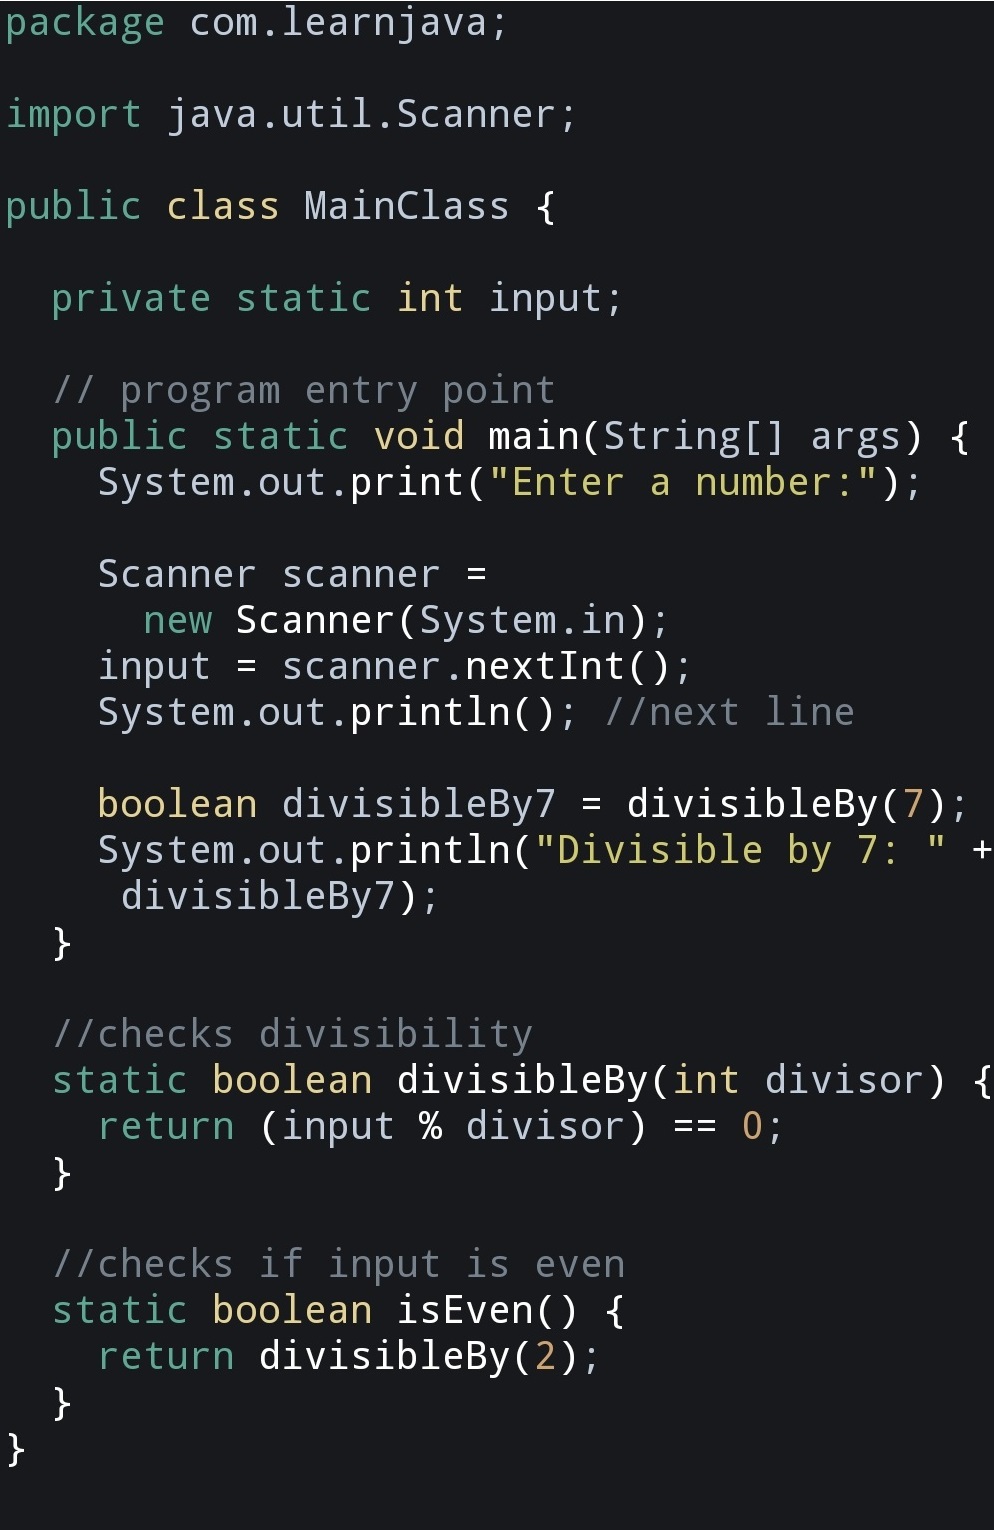 package com.learnjava;
import java.util.Scanner;
public class MainClass {
private static int input;
// program entry point
public static void main(String[] args) {
System.out.print("Enter a number:");
Scanner scanner =
new Scanner(System.in);
input = scanner.nextInt();
System.out.println(); //next line
boolean divisibleBy7 = divisibleBy(7);
System.out.println("Divisible by 7: " +
divisibleBy7);
}
//checks divisibility
static boolean divisibleBy(int divisor) {
return (input % divisor) == 0;
}
//checks if input is even
static boolean isEven() {
return divisibleBy(2);
}
}